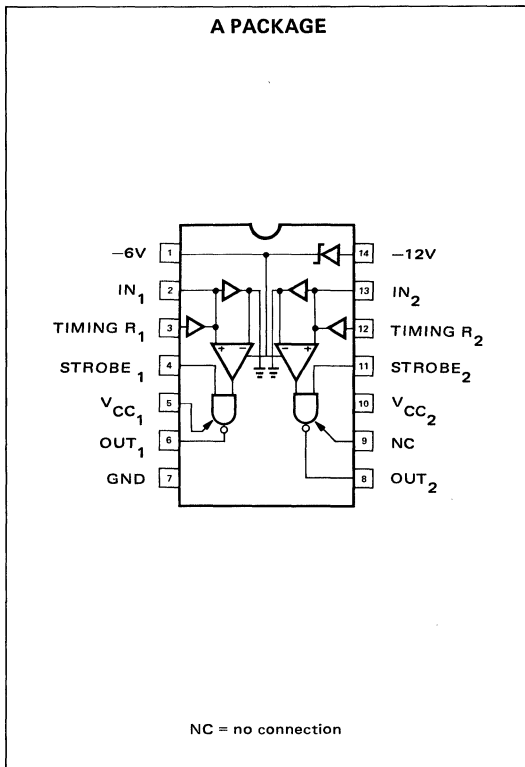 A PACKAGE
−6V 1 14 −12V
IN1 2 13 IN2
TIMING R1 3 12 TIMING R2
STROBE1 4 11 STROBE2
VCC1 5 10 VCC2
OUT1 6 9 NC
GND 7 8 OUT2
+ − − +
NC = no connection